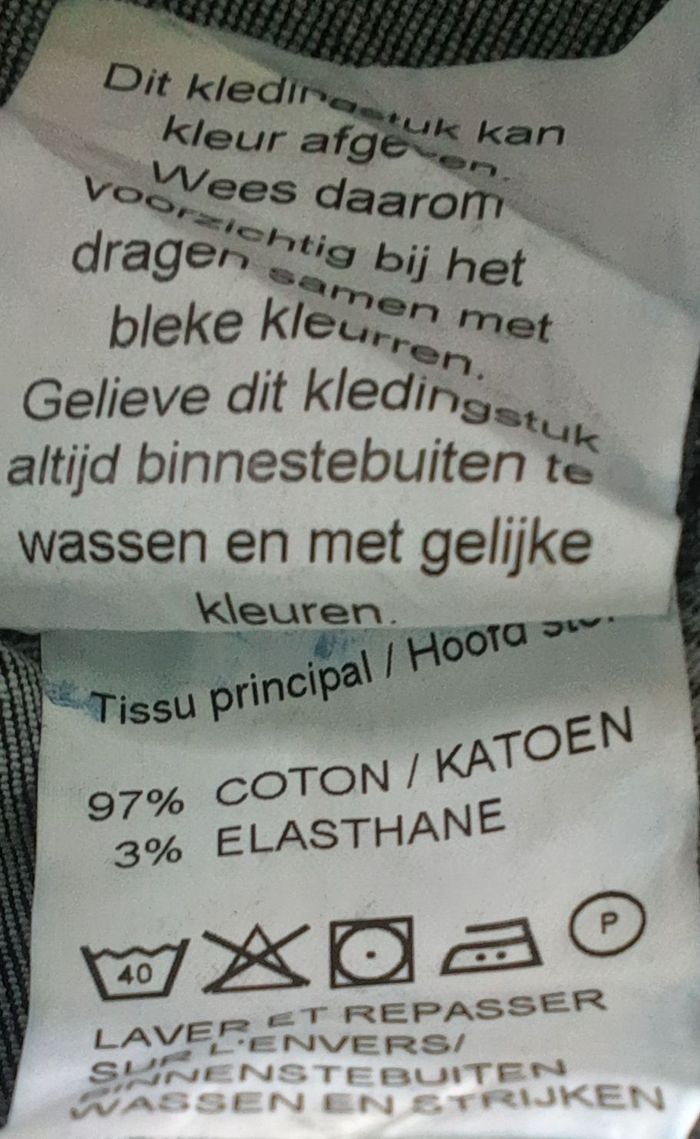 Dit kledingstuk kan
kleur afgeven.
Wees daarom
voorzichtig bij het
dragen samen met
bleke kleurren.
Gelieve dit kledingstuk
altijd binnestebuiten te
wassen en met gelijke
kleuren.
Tissu principal / Hoofd
97% COTON / KATOEN
3% ELASTHANE
40 P
LAVER ET REPASSER
SUR L'ENVERS/
BINNENSTEBUITEN
WASSEN EN STRIJKEN